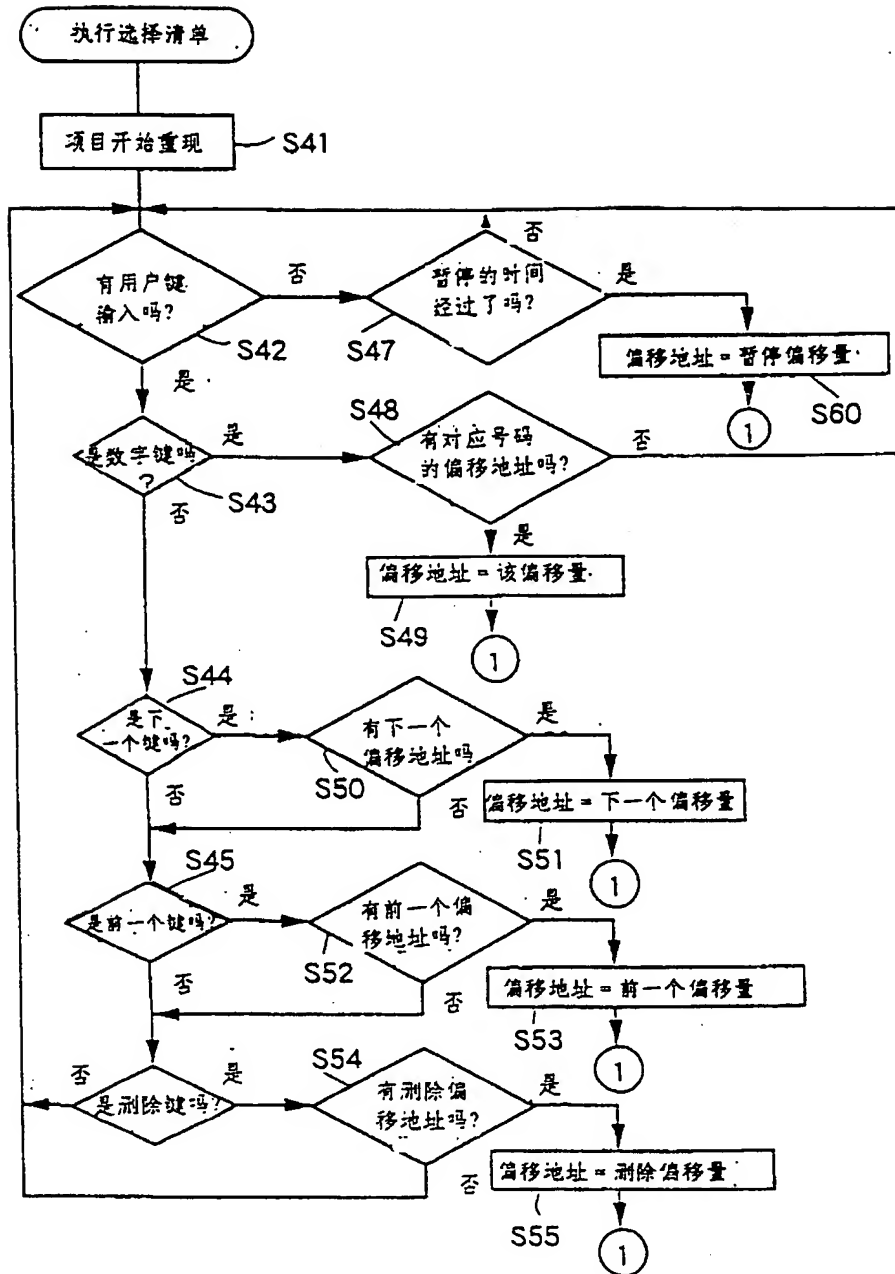 执行选择清单
项目开始重现
S41
有用户键
输入吗?
S42
否
是
暂停的时间
经过了吗?
S47
否
是
偏移地址=暂停偏移量
S60
1
是数字键吗
?
S43
是
否
S48
有对应号码
的偏移地址吗?
否
是
偏移地址=该偏移量
S49
1
S44
是下
一个键吗?
是
否
有下一个
偏移地址吗
S50
是
否
偏移地址=下一个偏移量
S51
1
S45
是前一个键吗?
是
否
有前一个偏
移地址吗?
S52
是
否
偏移地址=前一个偏移量
S53
1
否
是删除键吗?
是
S54
有删除偏
移地址吗?
是
否
偏移地址=删除偏移量
S55
1